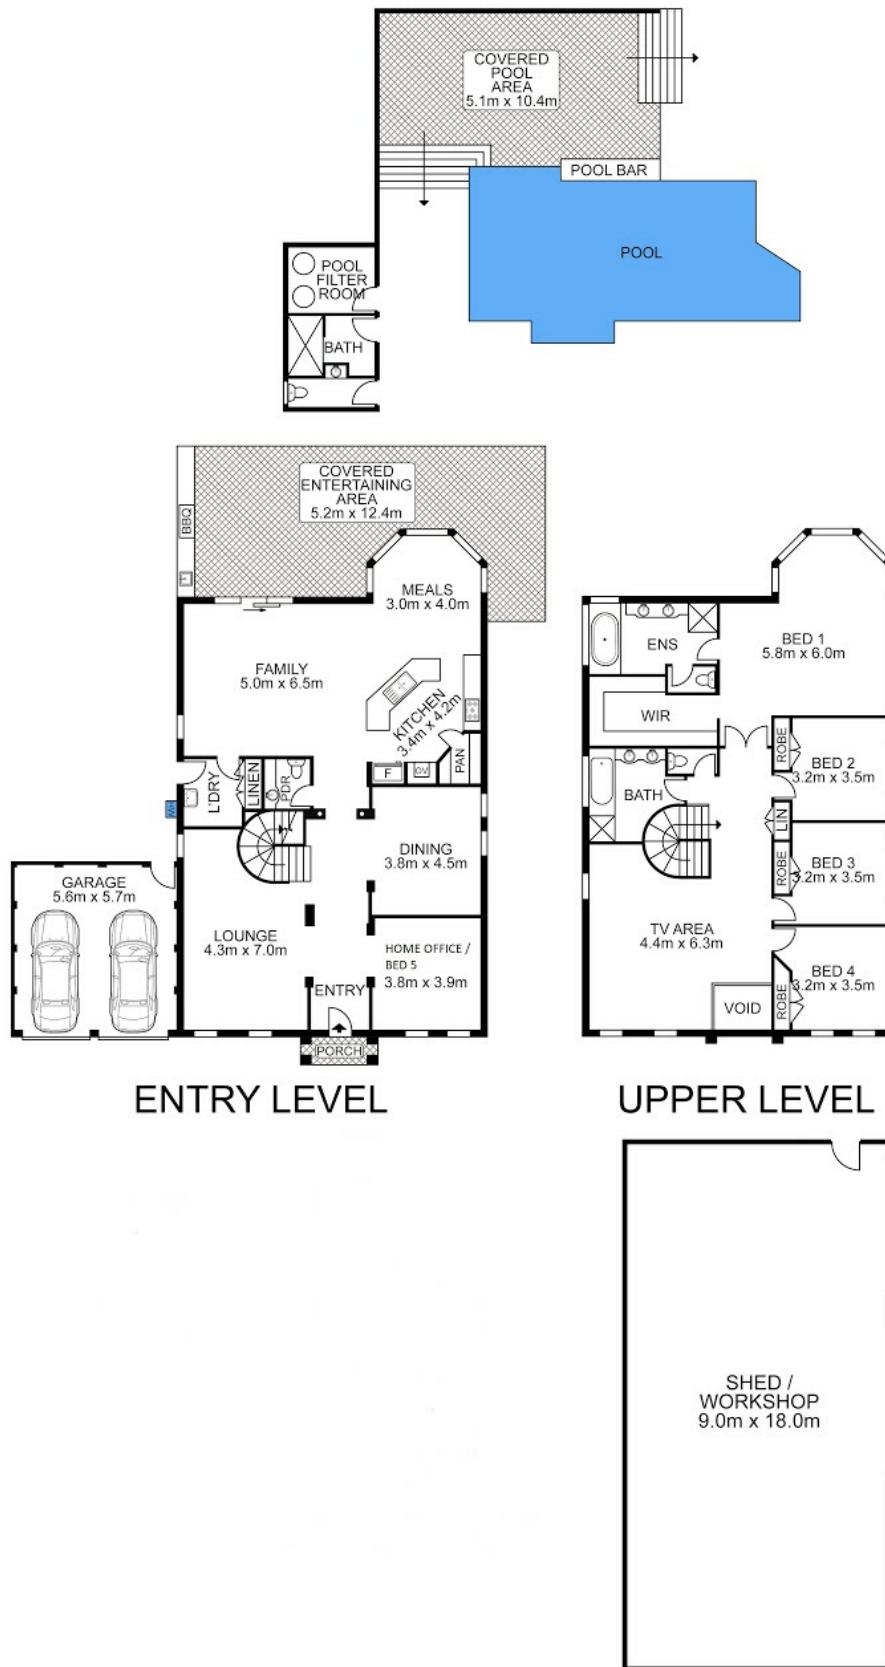 COVERED
POOL
AREA
5.1m x 10.4m
POOL BAR
POOL
POOL
FILTER
ROOM
BATH
COVERED
ENTERTAINING
AREA
5.2m x 12.4m
BBQ
MEALS
3.0m x 4.0m
FAMILY
5.0m x 6.5m
KITCHEN
3.4m x 4.2m
F
OV
PAN
L'DRY
LINEN
PDR
WH
DINING
3.8m x 4.5m
GARAGE
5.6m x 5.7m
LOUNGE
4.3m x 7.0m
HOME OFFICE /
BED 5
3.8m x 3.9m
ENTRY
PORCH
ENTRY LEVEL
ENS
BED 1
5.8m x 6.0m
WIR
ROBE
BED 2
3.2m x 3.5m
BATH
LIN
ROBE
BED 3
3.2m x 3.5m
TV AREA
4.4m x 6.3m
BED 4
3.2m x 3.5m
ROBE
VOID
UPPER LEVEL
SHED /
WORKSHOP
9.0m x 18.0m